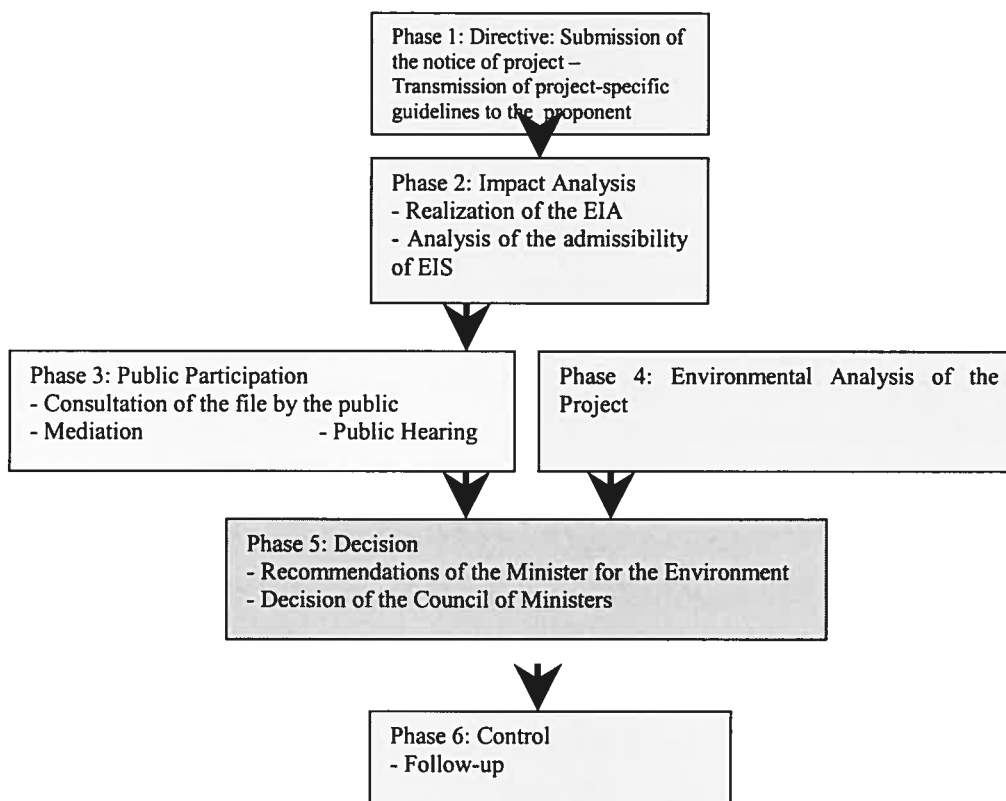 Phase 1: Directive: Submission of
the notice of project –
Transmission of project-specific
guidelines to the proponent
Phase 2: Impact Analysis
- Realization of the EIA
- Analysis of the admissibility
of EIS
Phase 3: Public Participation
- Consultation of the file by the public
- Mediation - Public Hearing
Phase 4: Environmental Analysis of the
Project
Phase 5: Decision
- Recommendations of the Minister for the Environment
- Decision of the Council of Ministers
Phase 6: Control
- Follow-up